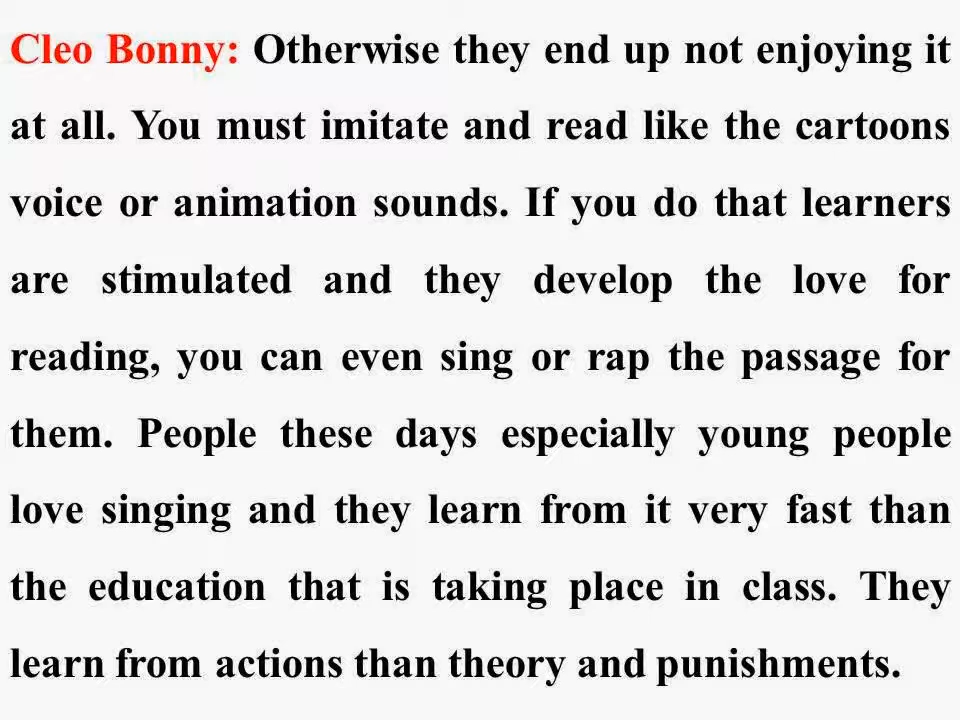 Cleo Bonny: Otherwise they end up not enjoying it
at all. You must imitate and read like the cartoons
voice or animation sounds. If you do that learners
are stimulated and they develop the love for
reading, you can even sing or rap the passage for
them. People these days especially young people
love singing and they learn from it very fast than
the education that is taking place in class. They
learn from actions than theory and punishments.